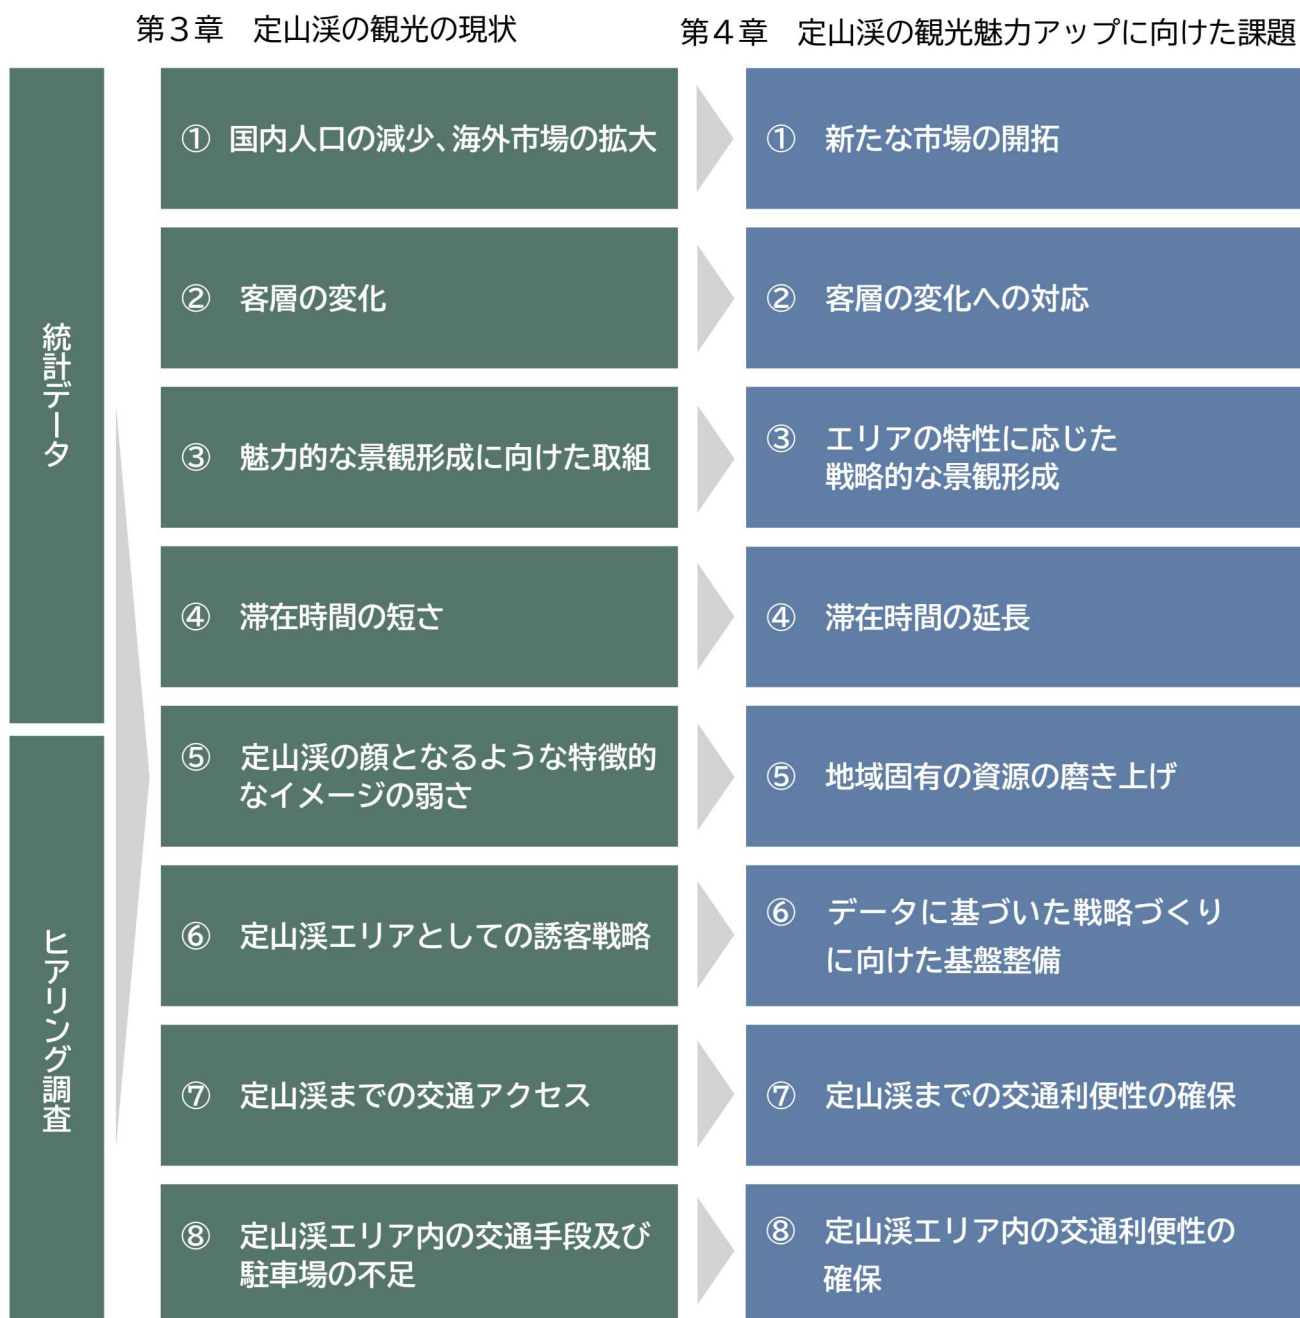 第３章　定山渓の観光の現状
第４章　定山渓の観光魅力アップに向けた課題
統計データ
ヒアリング調査
①　国内人口の減少、海外市場の拡大
①　新たな市場の開拓
②　客層の変化
②　客層の変化への対応
③　魅力的な景観形成に向けた取組
③　エリアの特性に応じた
戦略的な景観形成
④　滞在時間の短さ
④　滞在時間の延長
⑤　定山渓の顔となるような特徴的
なイメージの弱さ
⑤　地域固有の資源の磨き上げ
⑥　定山渓エリアとしての誘客戦略
⑥　データに基づいた戦略づくり
に向けた基盤整備
⑦　定山渓までの交通アクセス
⑦　定山渓までの交通利便性の確保
⑧　定山渓エリア内の交通手段及び
駐車場の不足
⑧　定山渓エリア内の交通利便性の
確保